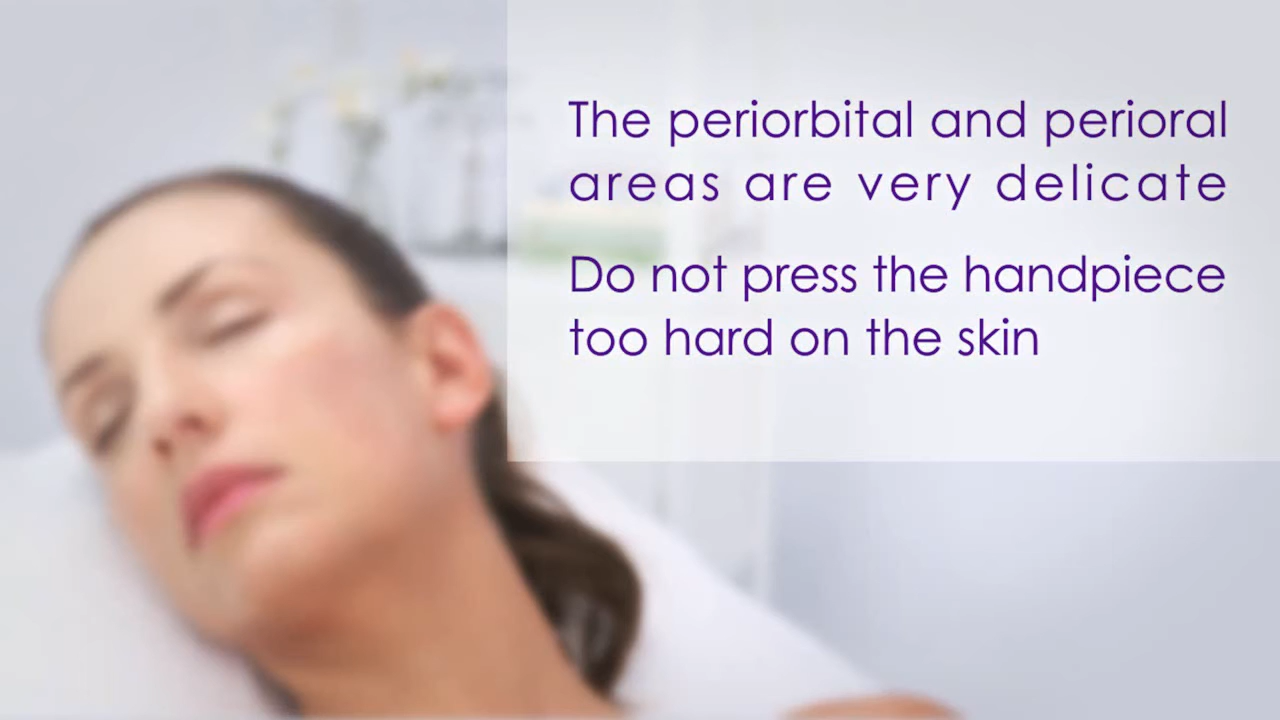 The periorbital and perioral
areas are very delicate
Do not press the handpiece
too hard on the skin